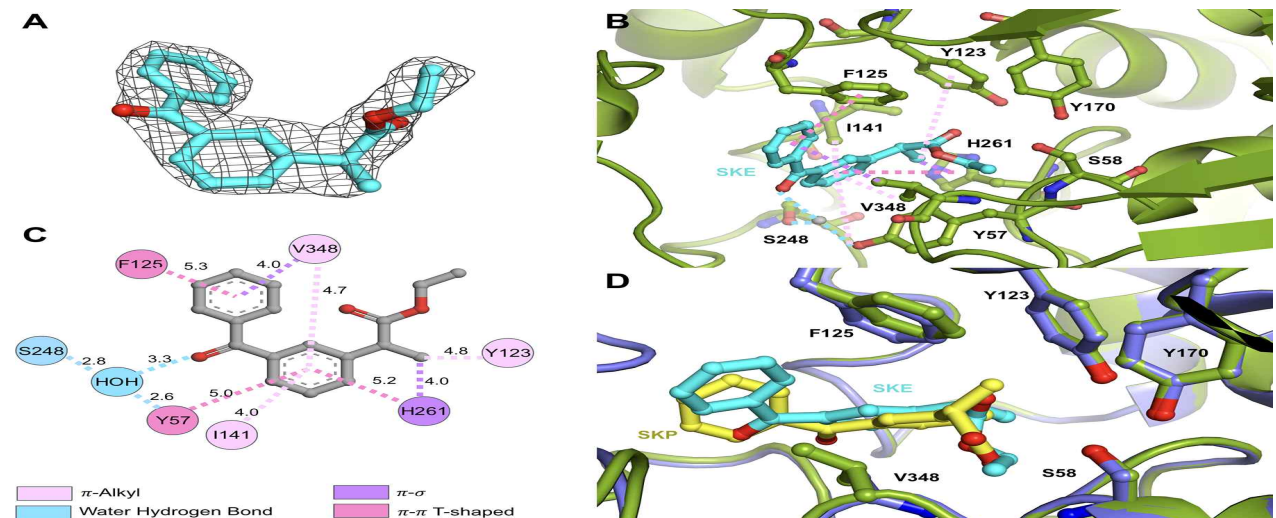 A
B
Y123
F125
Y170
I141
H261
S58
SKE
V348
S248
Y57
C
V348
F125
5.3
4.0
4.7
S248
2.8
3.3
4.8
Y123
HOH
5.0
5.2
4.0
2.6
Y57
4.0
H261
I141
π-Alkyl
π-σ
Water Hydrogen Bond
π-π T-shaped
D
Y123
F125
Y170
SKE
SKP
V348
S58